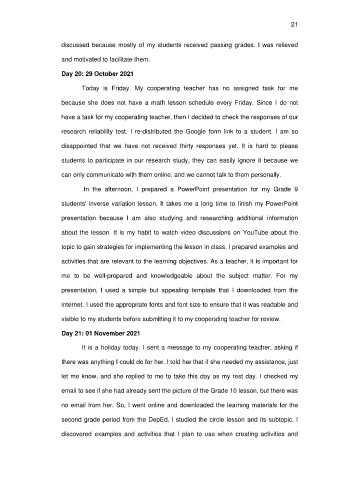 21
discussed because mostly of my students received passing grades. I was relieved
and motivated to facilitate them.
Day 20: 29 October 2021
Today is Friday. My cooperating teacher has no assigned task for me
because she does not have a math lesson schedule every Friday. Since I do not
have a task for my cooperating teacher, then I decided to check the responses of our
research reliability test. I re-distributed the Google form link to a student. I am so
disappointed that we have not received thirty responses yet. It is hard to please
students to participate in our research study, they can easily ignore it because we
can only communicate with them online, and we cannot talk to them personally.
In the afternoon, I prepared a PowerPoint presentation for my Grade 9
students' inverse variation lesson. It takes me a long time to finish my PowerPoint
presentation because I am also studying and researching additional information
about the lesson. It is my habit to watch video discussions on YouTube about the
topic to gain strategies for implementing the lesson in class. I prepared examples and
activities that are relevant to the learning objectives. As a teacher, it is important for
me to be well-prepared and knowledgeable about the subject matter. For my
presentation, I used a simple but appealing template that I downloaded from the
internet. I used the appropriate fonts and font size to ensure that it was readable and
visible to my students before submitting it to my cooperating teacher for review.
Day 21: 01 November 2021
It is a holiday today. I sent a message to my cooperating teacher, asking if
there was anything I could do for her. I told her that if she needed my assistance, just
let me know, and she replied to me to take this day as my rest day. I checked my
email to see if she had already sent the picture of the Grade 10 lesson, but there was
no email from her. So, I went online and downloaded the learning materials for the
second grade period from the DepEd. I studied the circle lesson and its subtopic. I
discovered examples and activities that I plan to use when creating activities and